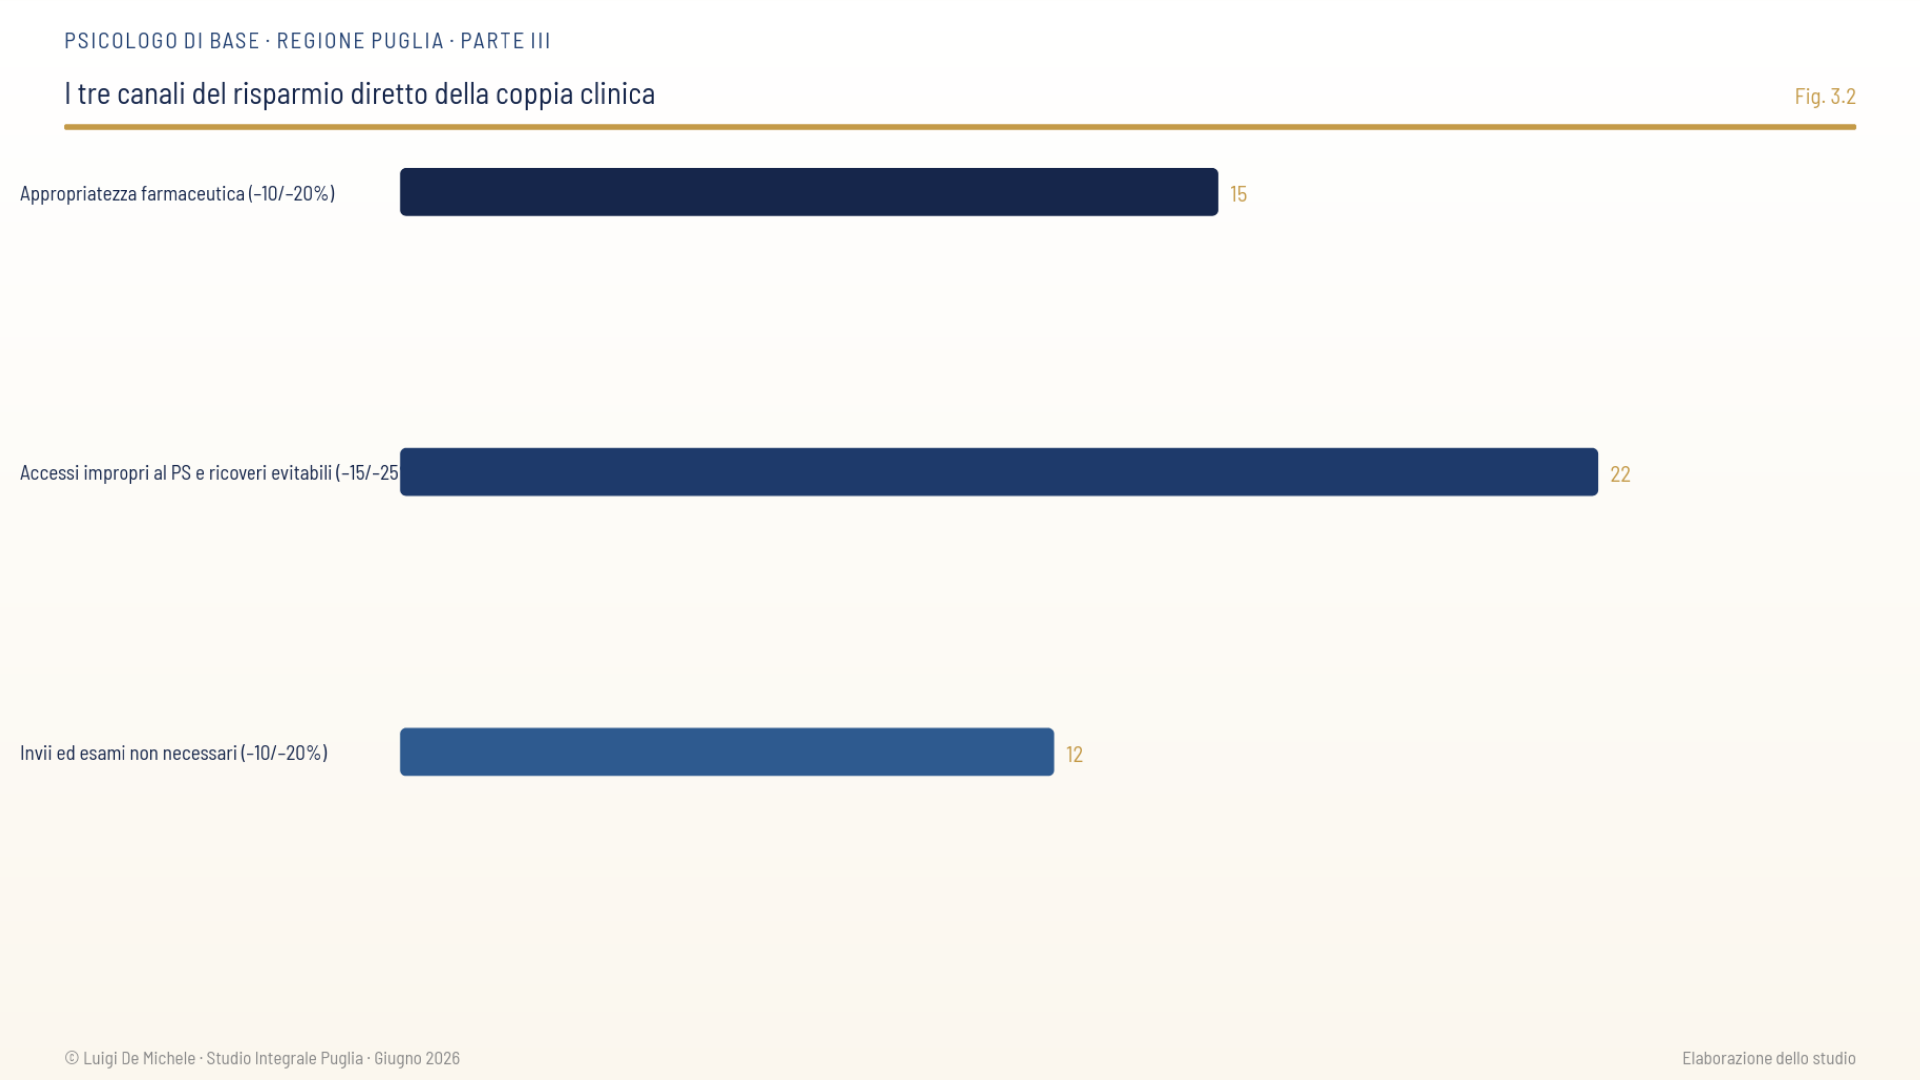 PSICOLOGO DI BASE · REGIONE PUGLIA · PARTE III
I tre canali del risparmio diretto della coppia clinica
Fig. 3.2
Appropriatezza farmaceutica (–10/–20%)
15
Accessi impropri al PS e ricoveri evitabili (–15/–25
22
Invii ed esami non necessari (–10/–20%)
12
© Luigi De Michele · Studio Integrale Puglia · Giugno 2026
Elaborazione dello studio